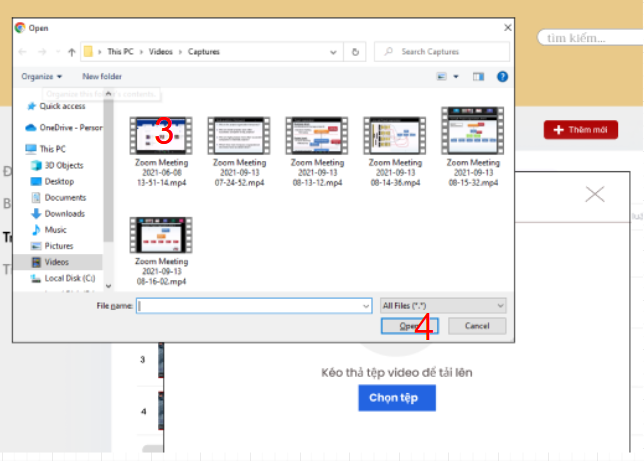 Open
tìm kiếm...
This PC > Videos > Captures
Search Captures
Organize
New folder
Organize this folder's contents.
Quick access
OneDrive - Person
This PC
3D Objects
Desktop
Documents
Downloads
Music
Pictures
Videos
Local Disk (C:)
3
Zoom Meeting
2021-06-08
13-51-14.mp4
Zoom Meeting
2021-09-13
07-24-52.mp4
Zoom Meeting
2021-09-13
08-13-12.mp4
Zoom Meeting
2021-09-13
08-14-36.mp4
Zoom Meeting
2021-09-13
08-15-32.mp4
Zoom Meeting
2021-09-13
08-16-02.mp4
+ Thêm mới
File name:
All Files (*.*)
Open
4
Cancel
3
Kéo thả tệp video để tải lên
Chọn tệp
4